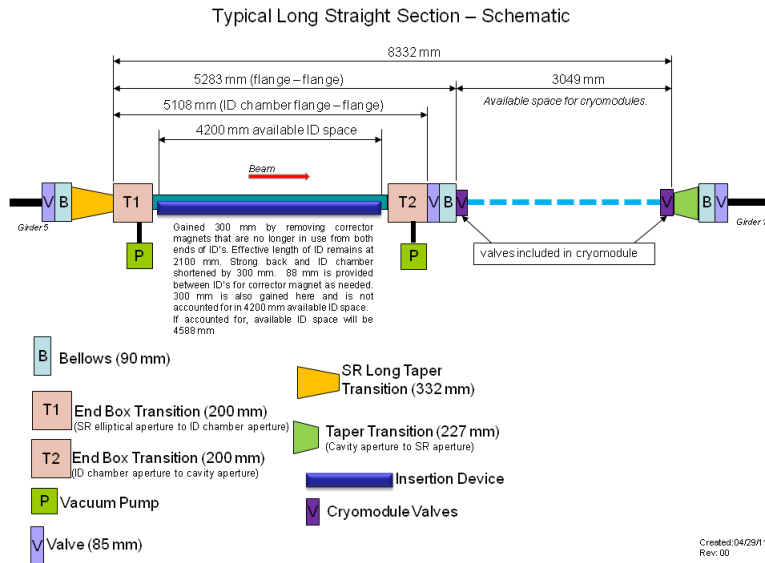 Typical Long Straight Section – Schematic
8332 mm
5283 mm (flange – flange)
3049 mm
5108 mm (ID chamber flange – flange)
Available space for cryomodules.
4200 mm available ID space
Beam
V B T1 T2 V B V V B V
Girder 5
P P
Gained 300 mm by removing corrector
magnets that are no longer in use from both
ends of ID's. Effective length of ID remains at
2100 mm. Strong back and ID chamber
shortened by 300 mm. 88 mm is provided
between ID's for corrector magnet as needed.
300 mm is also gained here and is not
accounted for in 4200 mm available ID space.
If accounted for, available ID space will be
4588 mm
valves included in cryomodule
B Bellows (90 mm)
T1 End Box Transition (200 mm)
(SR elliptical aperture to ID chamber aperture)
T2 End Box Transition (200 mm)
(ID chamber aperture to cavity aperture)
P Vacuum Pump
V Valve (85 mm)
SR Long Taper
Transition (332 mm)
Taper Transition (227 mm)
(Cavity aperture to SR aperture)
Insertion Device
V Cryomodule Valves
Created:04/29/11
Rev: 00